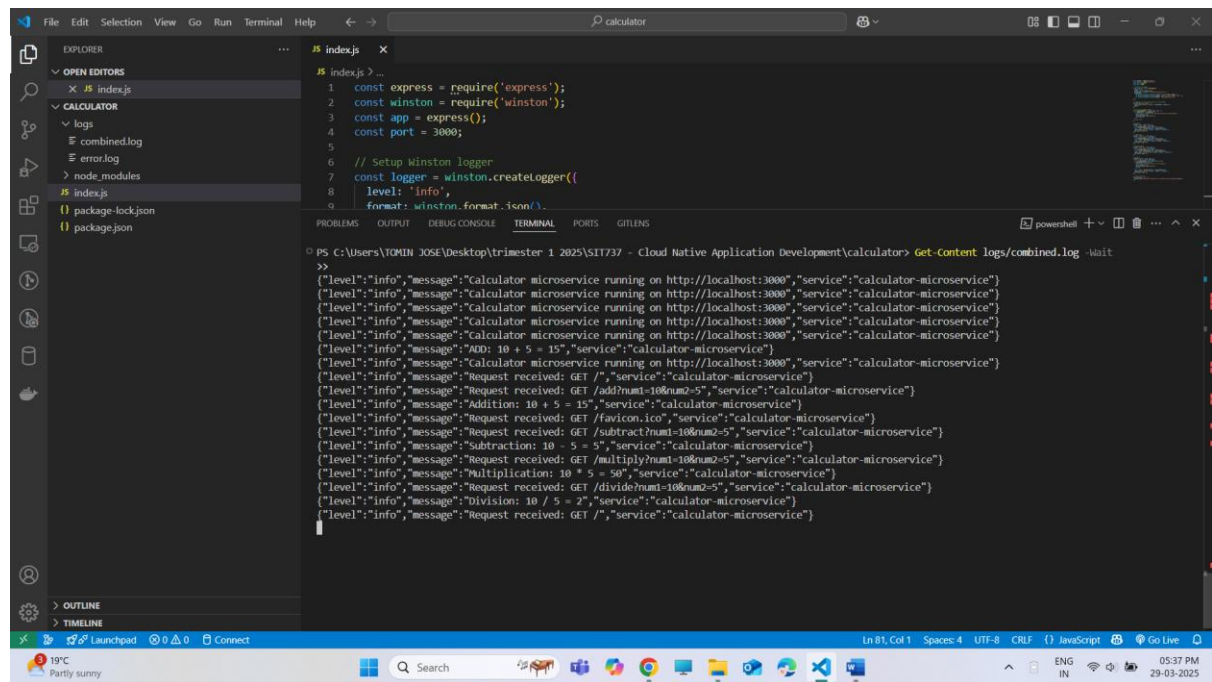 File Edit Selection View Go Run Terminal Help
calculator
EXPLORER
OPEN EDITORS
JS index.js
CALCULATOR
logs
combined.log
error.log
node_modules
JS index.js
{} package-lock.json
{} package.json
OUTLINE
TIMELINE
JS index.js
JS index.js > ...
1 const express = require('express');
2 const winston = require('winston');
3 const app = express();
4 const port = 3000;
5
6 // Setup Winston logger
7 const logger = winston.createLogger({
8 level: 'info',
9 format: winston.format.json(),
PROBLEMS OUTPUT DEBUG CONSOLE TERMINAL PORTS GITLENS
powershell
PS C:\Users\TOMIN JOSE\Desktop\trimester 1 2025\SIT737 - Cloud Native Application Development\calculator> Get-Content logs/combined.log -Wait
>>
{"level":"info","message":"Calculator microservice running on http://localhost:3000","service":"calculator-microservice"}
{"level":"info","message":"Calculator microservice running on http://localhost:3000","service":"calculator-microservice"}
{"level":"info","message":"Calculator microservice running on http://localhost:3000","service":"calculator-microservice"}
{"level":"info","message":"Calculator microservice running on http://localhost:3000","service":"calculator-microservice"}
{"level":"info","message":"Calculator microservice running on http://localhost:3000","service":"calculator-microservice"}
{"level":"info","message":"ADD: 10 + 5 = 15","service":"calculator-microservice"}
{"level":"info","message":"Calculator microservice running on http://localhost:3000","service":"calculator-microservice"}
{"level":"info","message":"Request received: GET /","service":"calculator-microservice"}
{"level":"info","message":"Request received: GET /add?num1=10&num2=5","service":"calculator-microservice"}
{"level":"info","message":"Addition: 10 + 5 = 15","service":"calculator-microservice"}
{"level":"info","message":"Request received: GET /favicon.ico","service":"calculator-microservice"}
{"level":"info","message":"Request received: GET /subtract?num1=10&num2=5","service":"calculator-microservice"}
{"level":"info","message":"Subtraction: 10 - 5 = 5","service":"calculator-microservice"}
{"level":"info","message":"Request received: GET /multiply?num1=10&num2=5","service":"calculator-microservice"}
{"level":"info","message":"Multiplication: 10 * 5 = 50","service":"calculator-microservice"}
{"level":"info","message":"Request received: GET /divide?num1=10&num2=5","service":"calculator-microservice"}
{"level":"info","message":"Division: 10 / 5 = 2","service":"calculator-microservice"}
{"level":"info","message":"Request received: GET /","service":"calculator-microservice"}
Launchpad 0 0 0 Connect
Ln 81, Col 1 Spaces: 4 UTF-8 CRLF {} JavaScript Go Live
3
19°C
Partly sunny
Search
ENG
IN
05:37 PM
29-03-2025